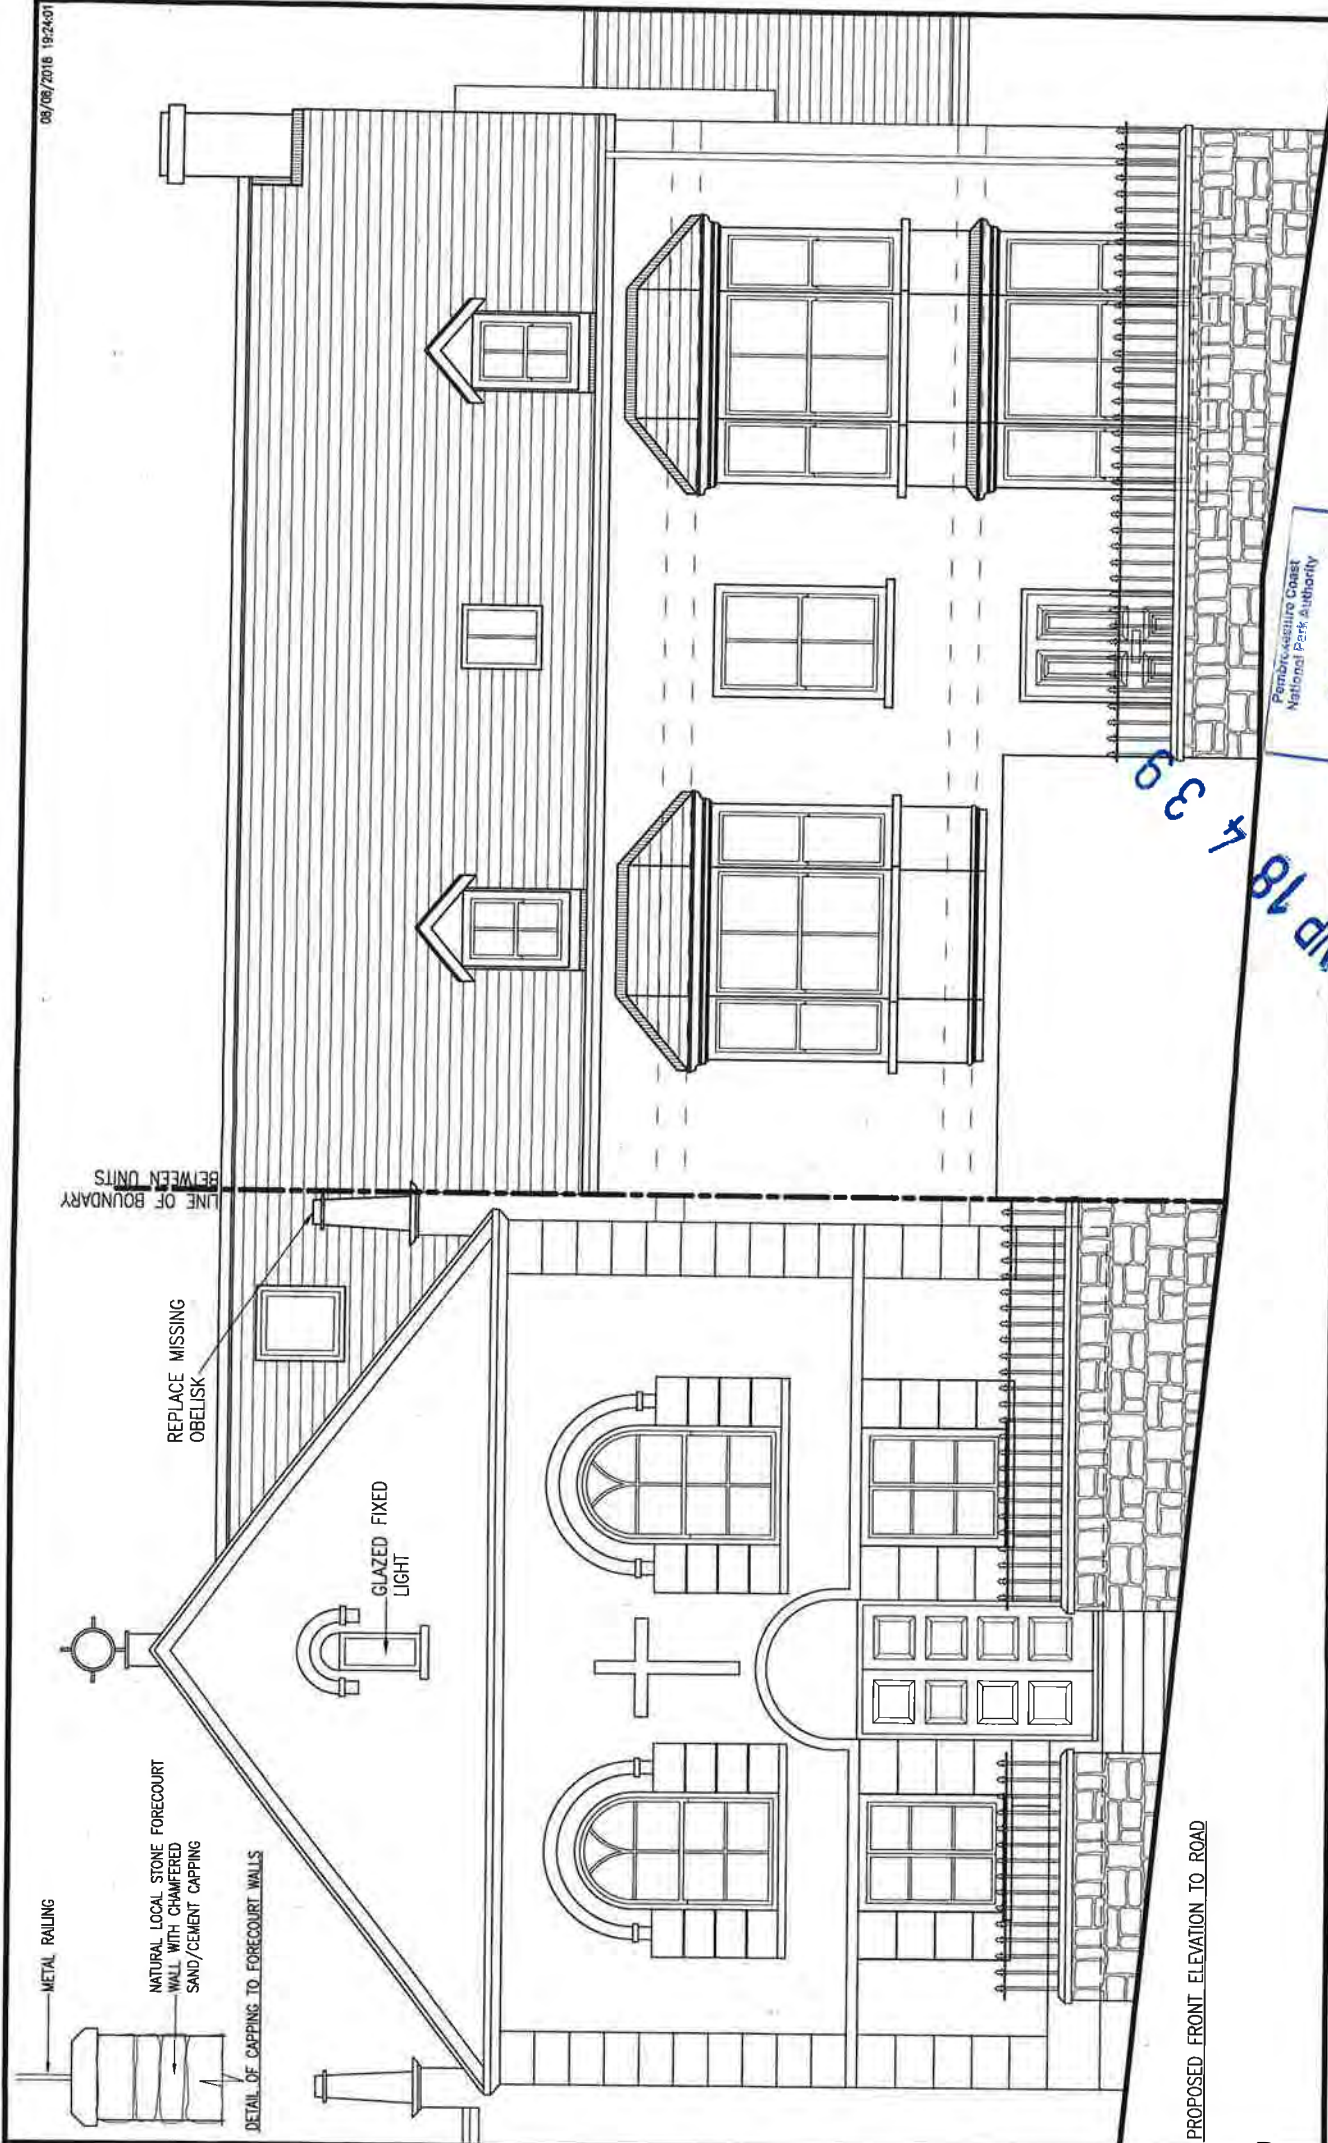 08/08/2018 19:24:01
METAL RAILING
NATURAL LOCAL STONE FORECOURT
WALL WITH CHAMFERED
SAND/CEMENT CAPPING
DETAIL OF CAPPING TO FORECOURT WALLS
REPLACE MISSING
OBELISK
GLAZED FIXED
LIGHT
LINE OF BOUNDARY
BETWEEN UNITS
PROPOSED FRONT ELEVATION TO ROAD
Pembrokeshire Coast
National Park Authority
NP 18 439